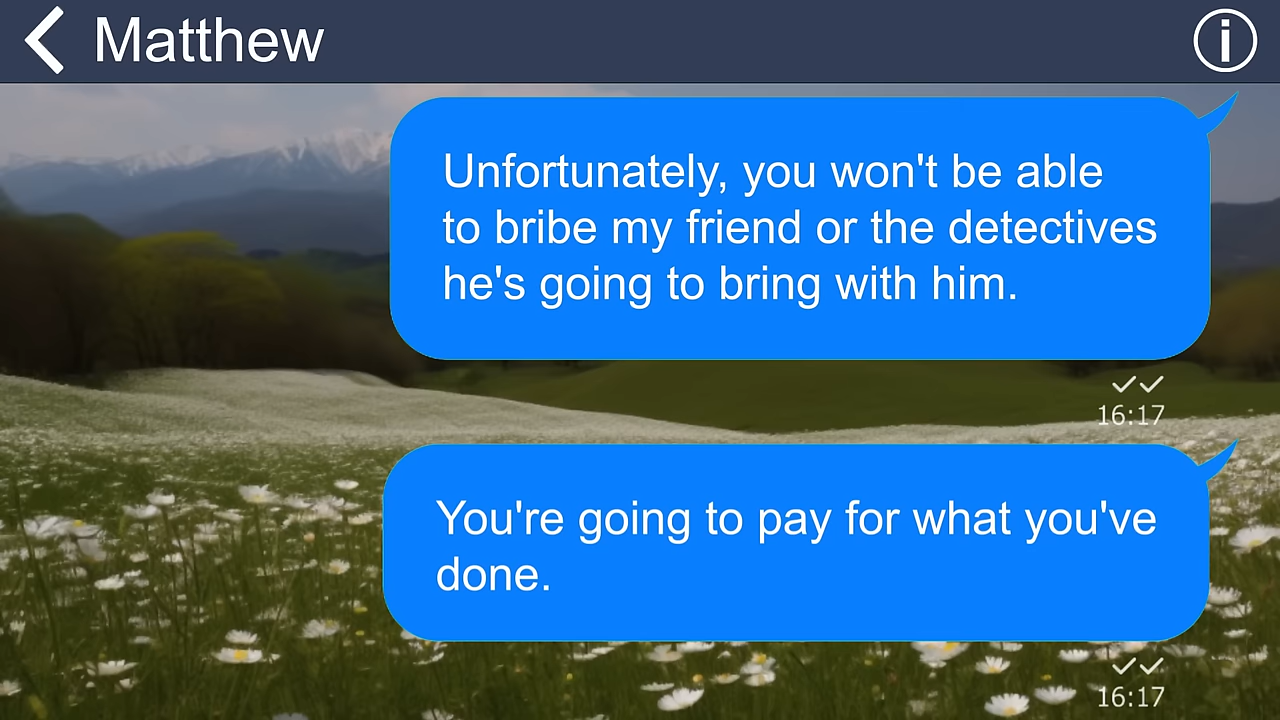 Matthew
Unfortunately, you won't be able
to bribe my friend or the detectives
he's going to bring with him.
16:17
You're going to pay for what you've
done.
16:17